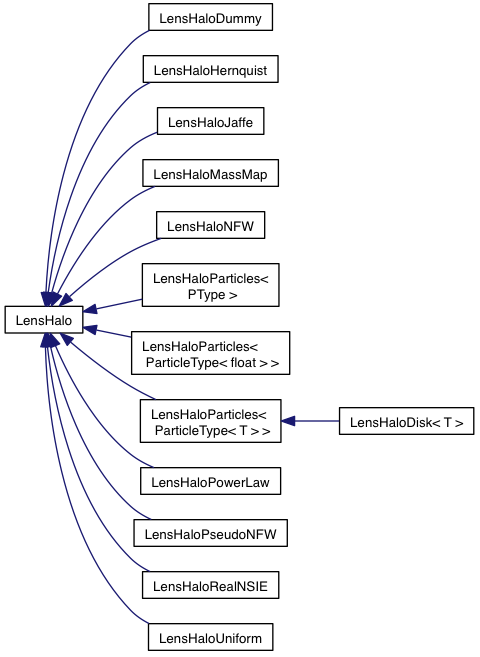 LensHaloDummy
LensHaloHernquist
LensHaloJaffe
LensHaloMassMap
LensHaloNFW
LensHaloParticles<
PType >
LensHalo
LensHaloParticles<
ParticleType< float > >
LensHaloParticles<
ParticleType< T > >
LensHaloDisk< T >
LensHaloPowerLaw
LensHaloPseudoNFW
LensHaloRealNSIE
LensHaloUniform